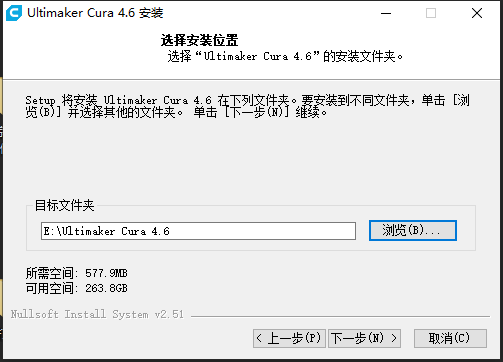 Ultimaker Cura 4.6 安装
选择安装位置
选择“Ultimaker Cura 4.6”的安装文件夹。
Setup 将安装 Ultimaker Cura 4.6 在下列文件夹。要安装到不同文件夹，单击 [浏
览(B)] 并选择其他的文件夹。 单击 [下一步(N)] 继续。
目标文件夹
E:\Ultimaker Cura 4.6
浏览(B)...
所需空间: 577.9MB
可用空间: 263.8GB
Nullsoft Install System v2.51
< 上一步(P) 下一步(N) > 取消(C)